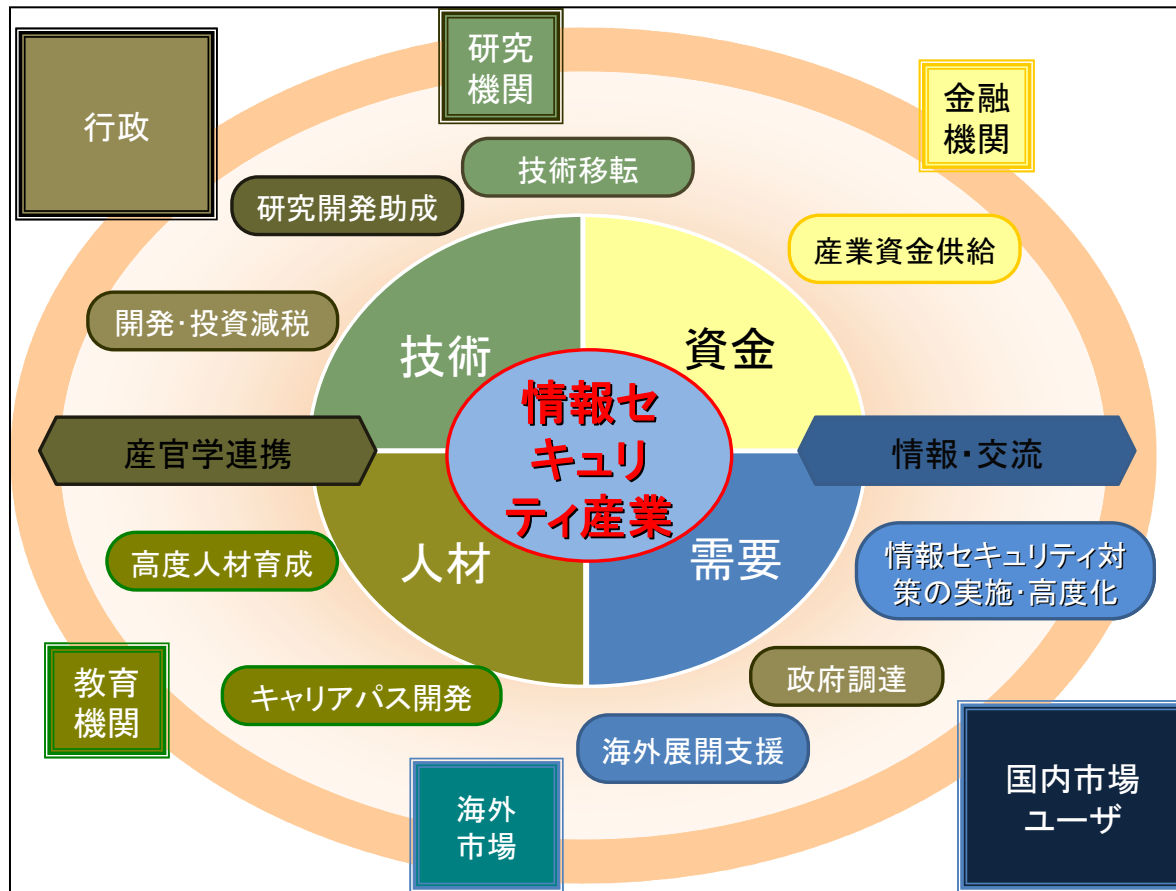 行政
研究
機関
金融
機関
技術移転
研究開発助成
産業資金供給
開発・投資減税
技術
資金
情報セ
キュリ
ティ産業
産官学連携
情報・交流
高度人材育成
人材
需要
情報セキュリティ対
策の実施・高度化
教育
機関
キャリアパス開発
政府調達
海外展開支援
海外
市場
国内市場
ユーザ